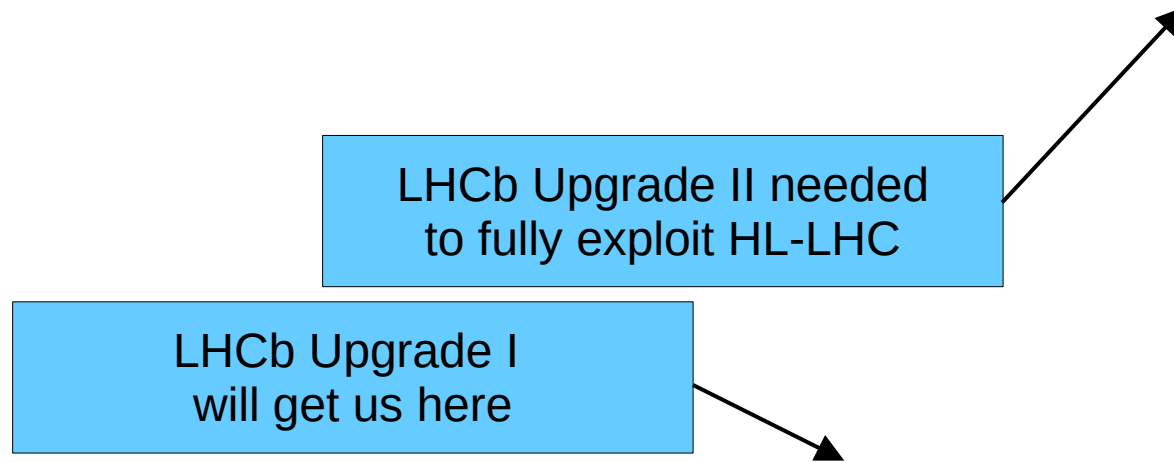 LHCb Upgrade II needed
to fully exploit HL-LHC
LHCb Upgrade I
will get us here